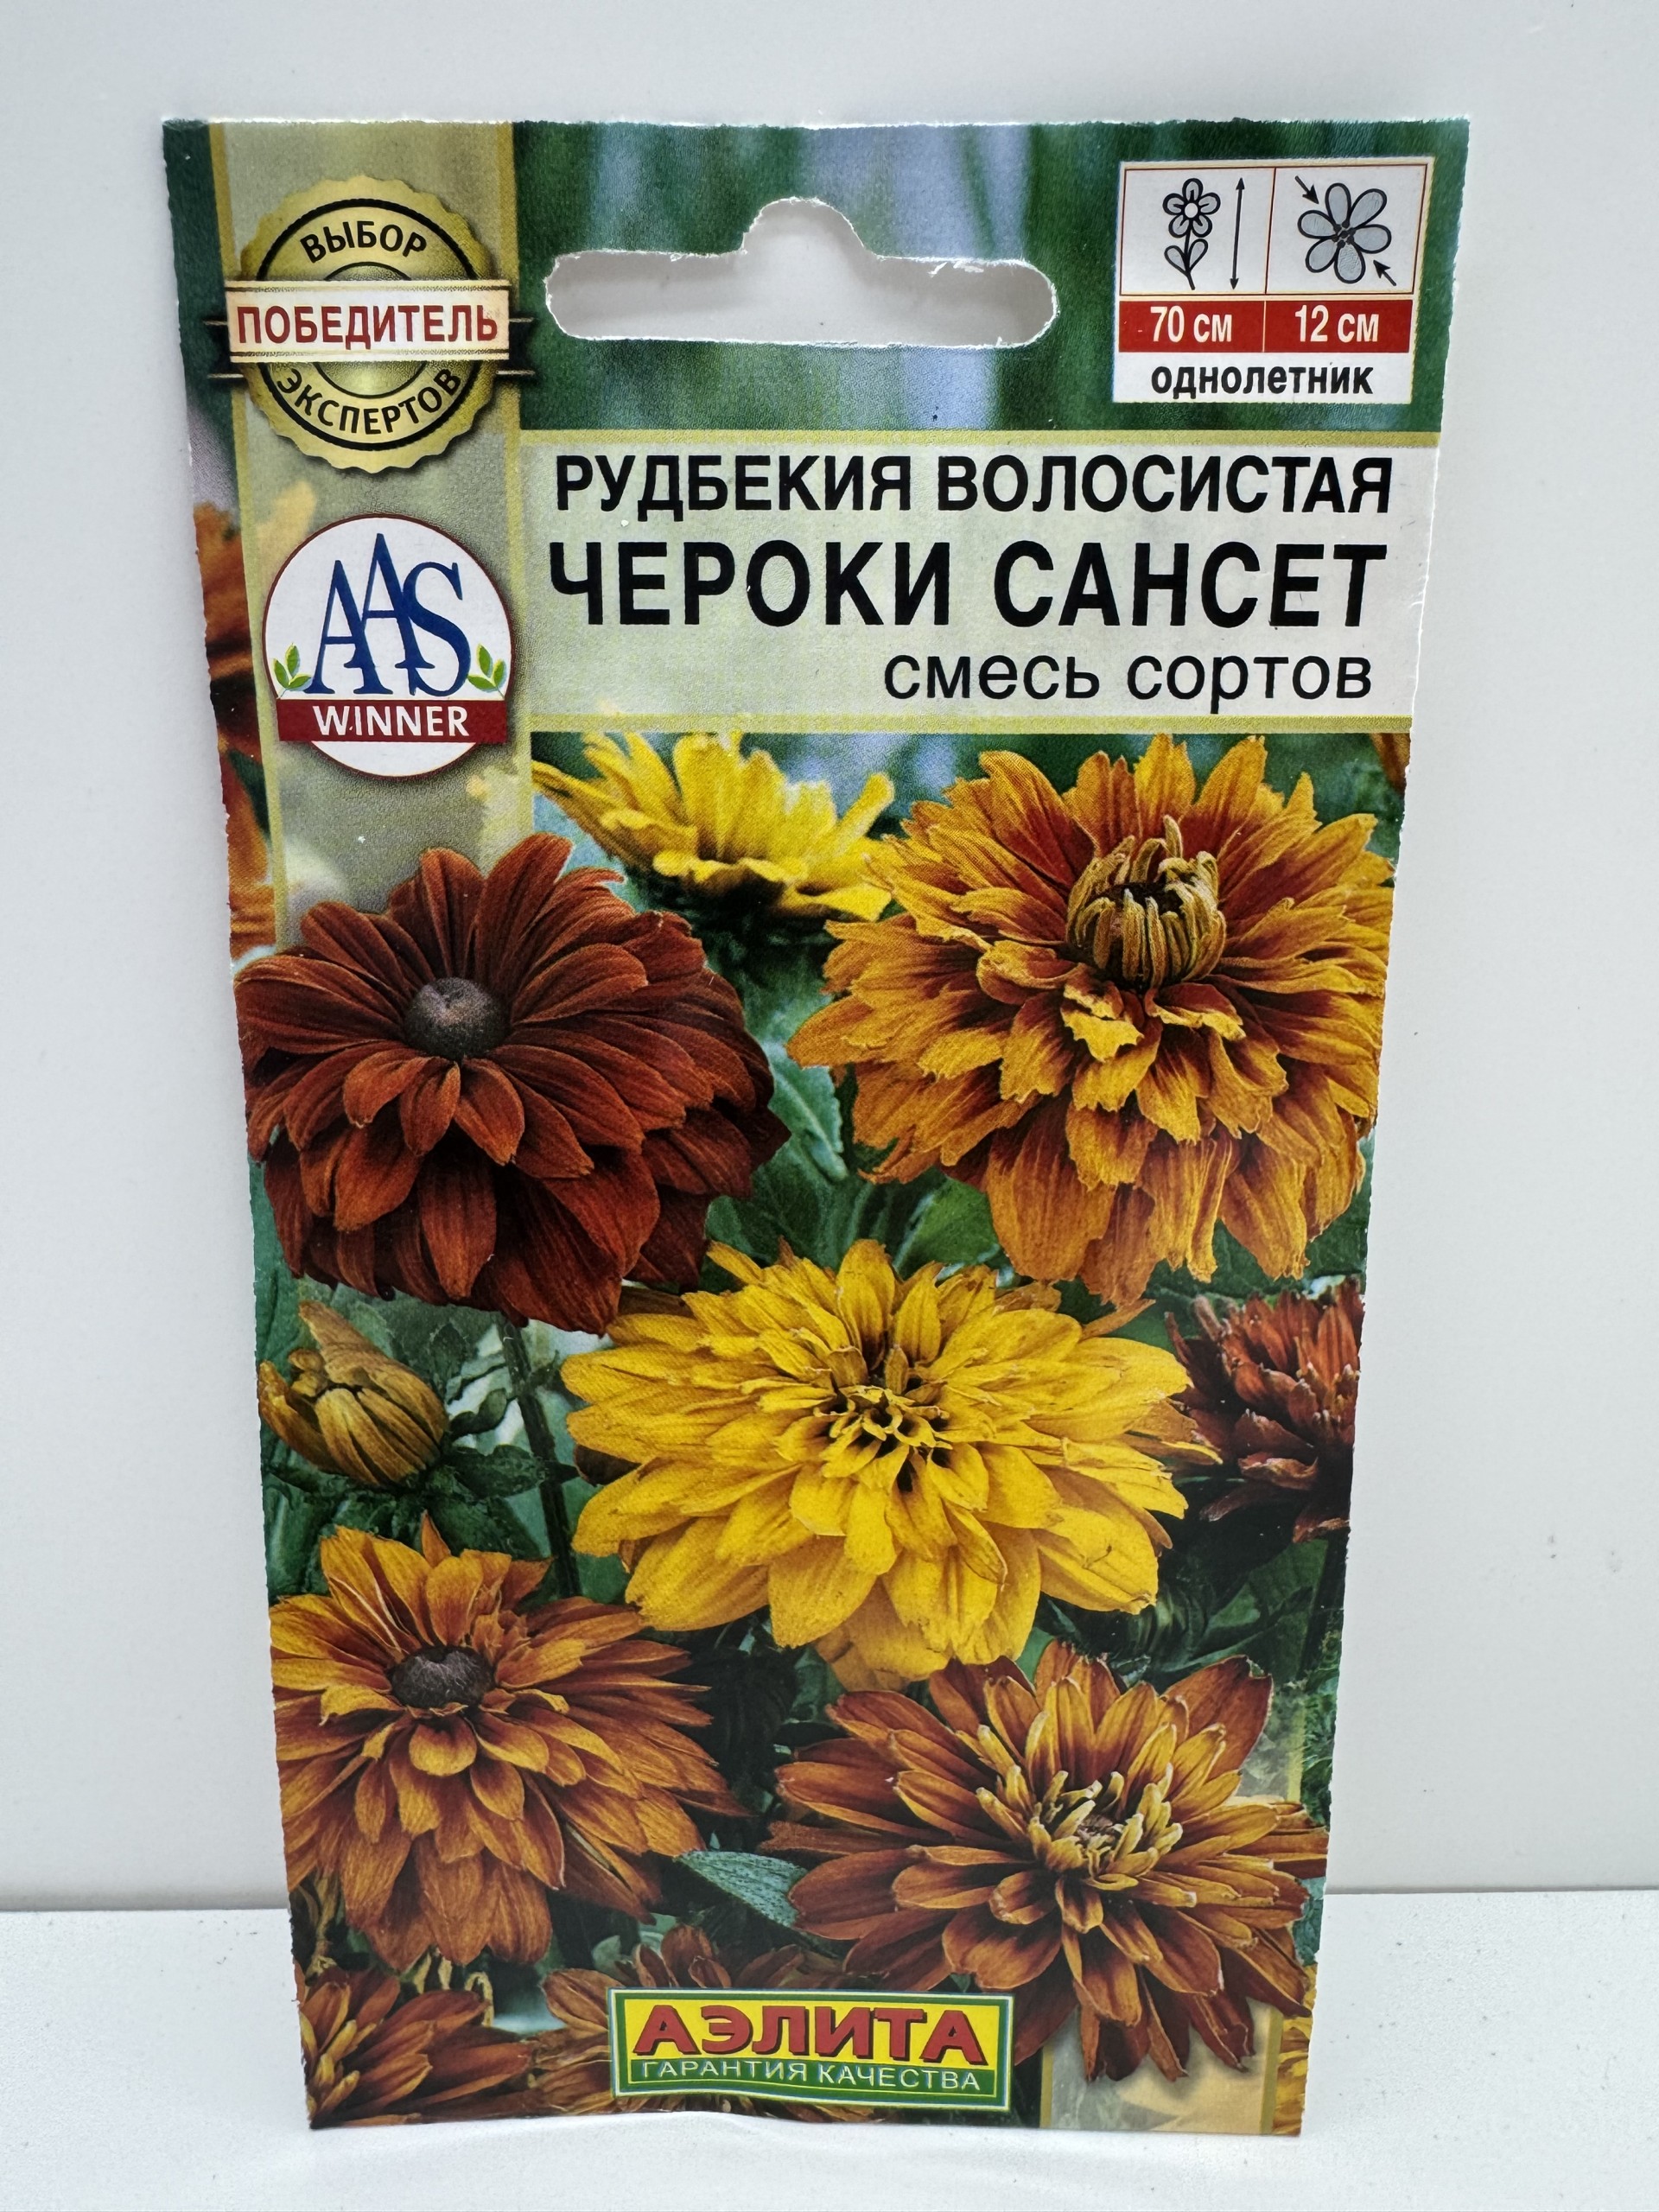 ВЫБОР
ПОБЕДИТЕЛЬ
ЭКСПЕРТОВ
70 см
12 см
однолетник
AAS
WINNER
РУДБЕКИЯ ВОЛОСИСТАЯ
ЧЕРОКИ САНСЕТ
смесь сортов
АЭЛИТА
ГАРАНТИЯ КАЧЕСТВА